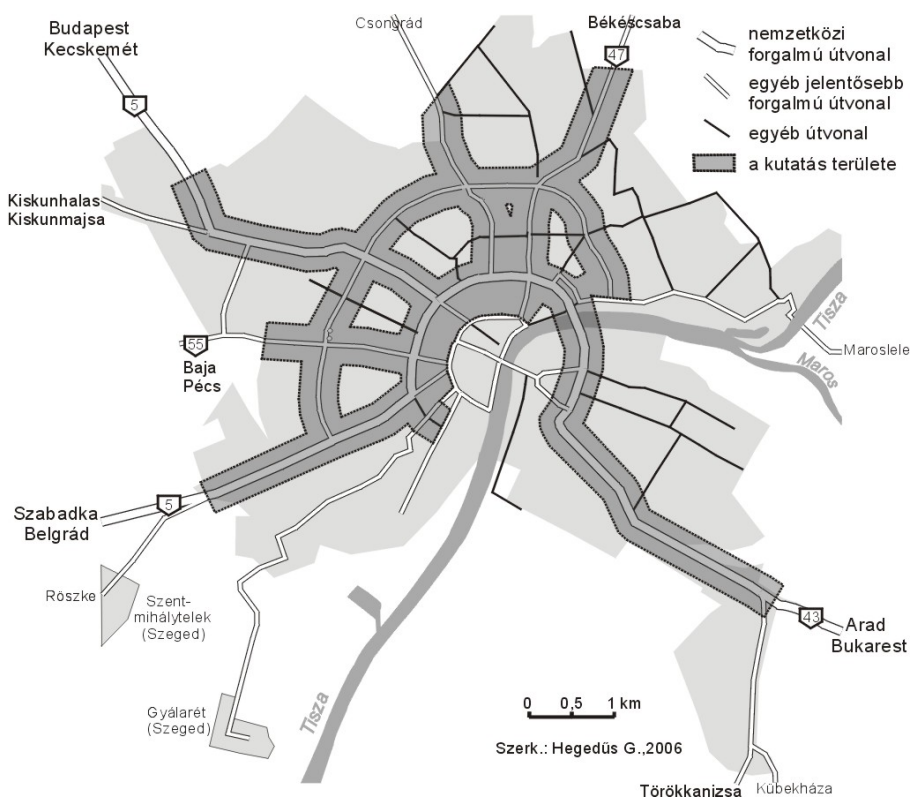 Budapest
Kecskemét
5
Csongrád
Békéscsaba
47
nemzetközi
forgalmú útvonal
egyéb jelentősebb
forgalmú útvonal
egyéb útvonal
a kutatás területe
Kiskunhalas
Kiskunmajsa
55
Baja
Pécs
Tisza
Maros
Maroslele
Szabadka
Belgrád
5
Röszke
Szent-
mihálytelek
(Szeged)
Gyálarét
(Szeged)
Tisza
43
Arad
Bukarest
0 0,5 1 km
Szerk.: Hegedűs G.,2006
Törökkanizsa
Kübekháza